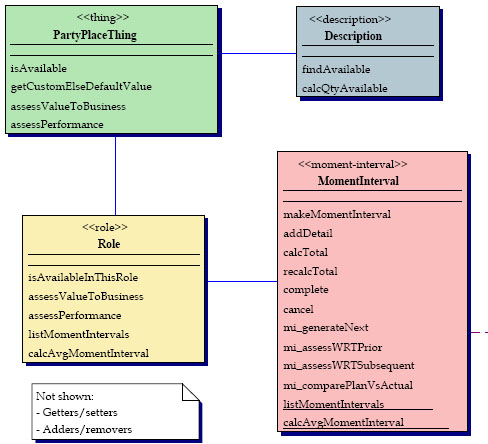 <<thing>>
PartyPlaceThing
isAvailable
getCustomElseDefaultValue
assessValueToBusiness
assessPerformance
<<description>>
Description
findAvailable
calcQtyAvailable
<<role>>
Role
isAvailableInThisRole
assessValueToBusiness
assessPerformance
listMomentIntervals
calcAvgMomentInterval
<<moment-interval>>
MomentInterval
makeMomentInterval
addDetail
calcTotal
recalcTotal
complete
cancel
mi_generateNext
mi_assessWRTPrior
mi_assessWRTSubsequent
mi_comparePlanVsActual
listMomentIntervals
calcAvgMomentInterval
Not shown:
- Getters/setters
- Adders/removers